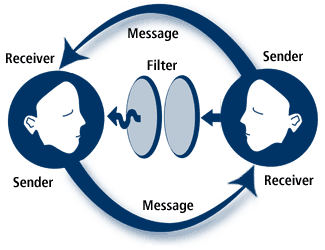 Message
Receiver
Filter
Sender
Sender
Message
Receiver